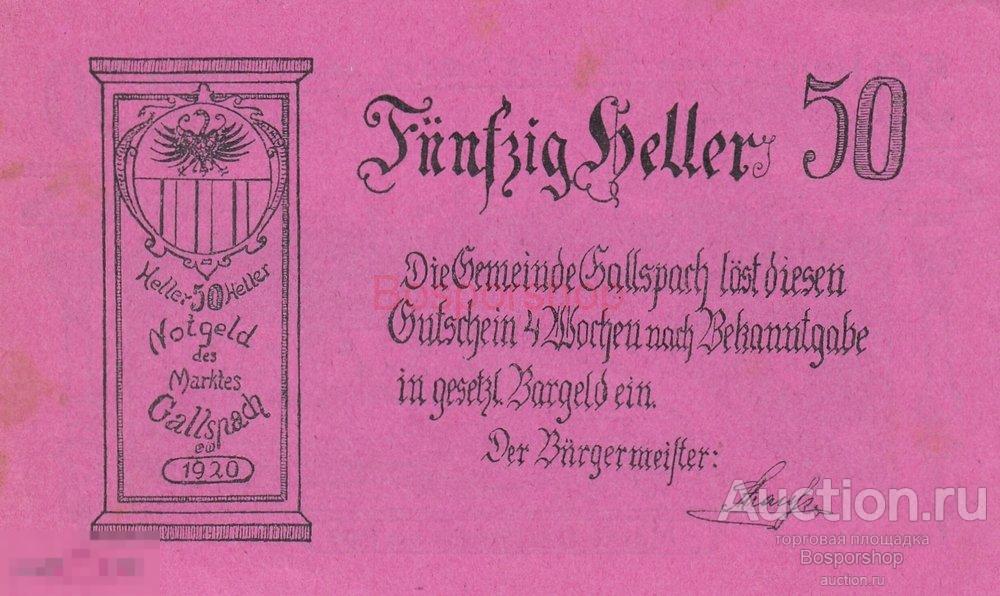 Heller 50 Heller
Notgeld
des
Marktes
Gallspach
1920
Fünfzig Heller 50
Die Gemeinde Gallspach löst diesen
Gutschein 4 Wochen nach Bekanntgabe
in gesetzl. Bargeld ein.
Der Bürgermeister:
Bosporshop
Auction.ru
торговая площадка
Bosporshop
auction.ru